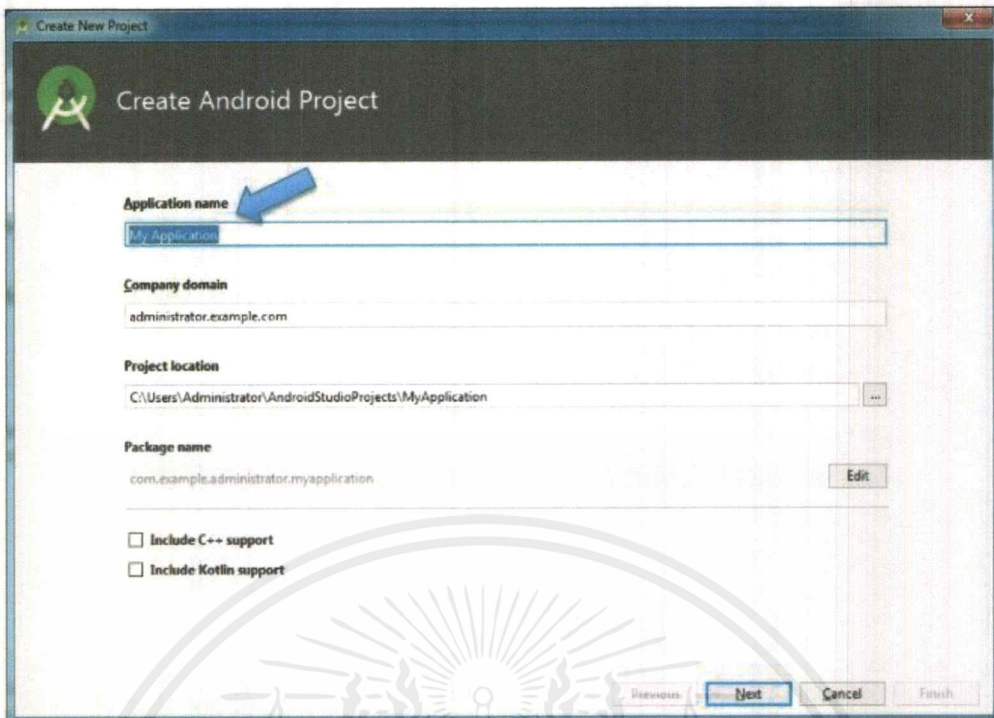 Create New Project
Create Android Project
Application name
My Application
Company domain
administrator.example.com
Project location
C:\Users\Administrator\AndroidStudioProjects\MyApplication
...
Package name
com.example.administrator.myapplication
Edit
Include C++ support
Include Kotlin support
Previous
Next
Cancel
Finish